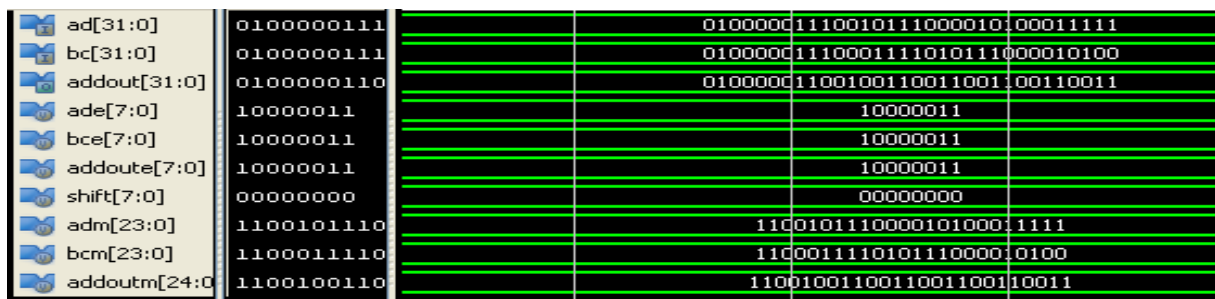 ad[31:0] 0100000111 01000001110010111000010100011111
bc[31:0] 0100000111 01000001110001111010111000010100
addout[31:0] 0100000110 01000001100100110011001100110011
ade[7:0] 10000011 10000011
bce[7:0] 10000011 10000011
addoute[7:0] 10000011 10000011
shift[7:0] 00000000 00000000
adm[23:0] 1100101110 110010111000010100011111
bcm[23:0] 1100011110 110001111010111000010100
addoutm[24:0 1100100110 1100100110011001100110011